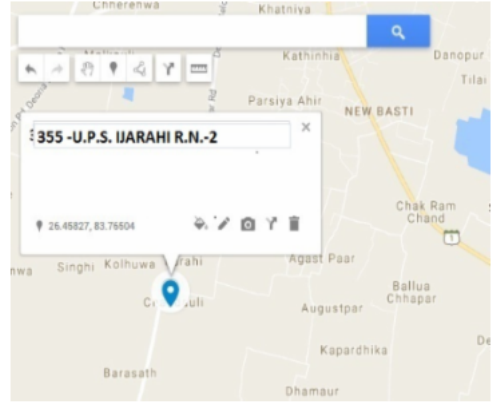 Chherenwa
Khatniya
Kathinhia
Danopur
Tilai
Parsiya Ahir
NEW BASTI
355 -U.P.S. IJARAHI R.N.-2
26.45827, 83.76504
Chak Ram
Chand
Singhi Kolhuwa
Agast Paar
Ballua
Chhapar
Augustpar
Kapardhika
Barasath
Dhamaur